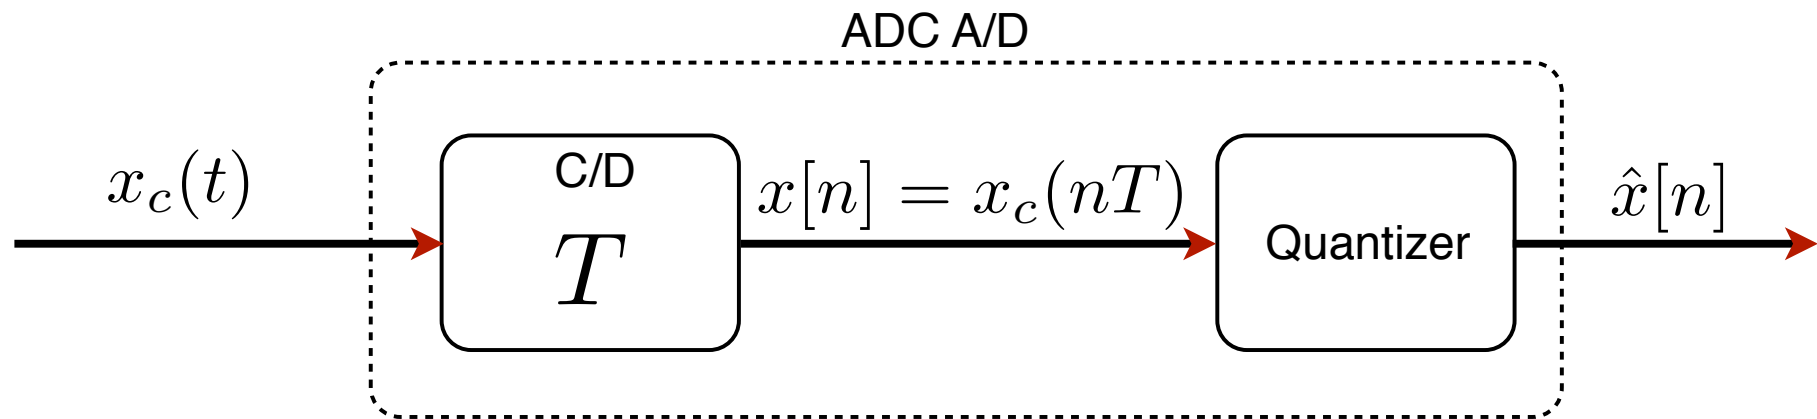 ADC A/D
x_c(t)
C/D
T
x[n] = x_c(nT)
Quantizer
x̂[n]